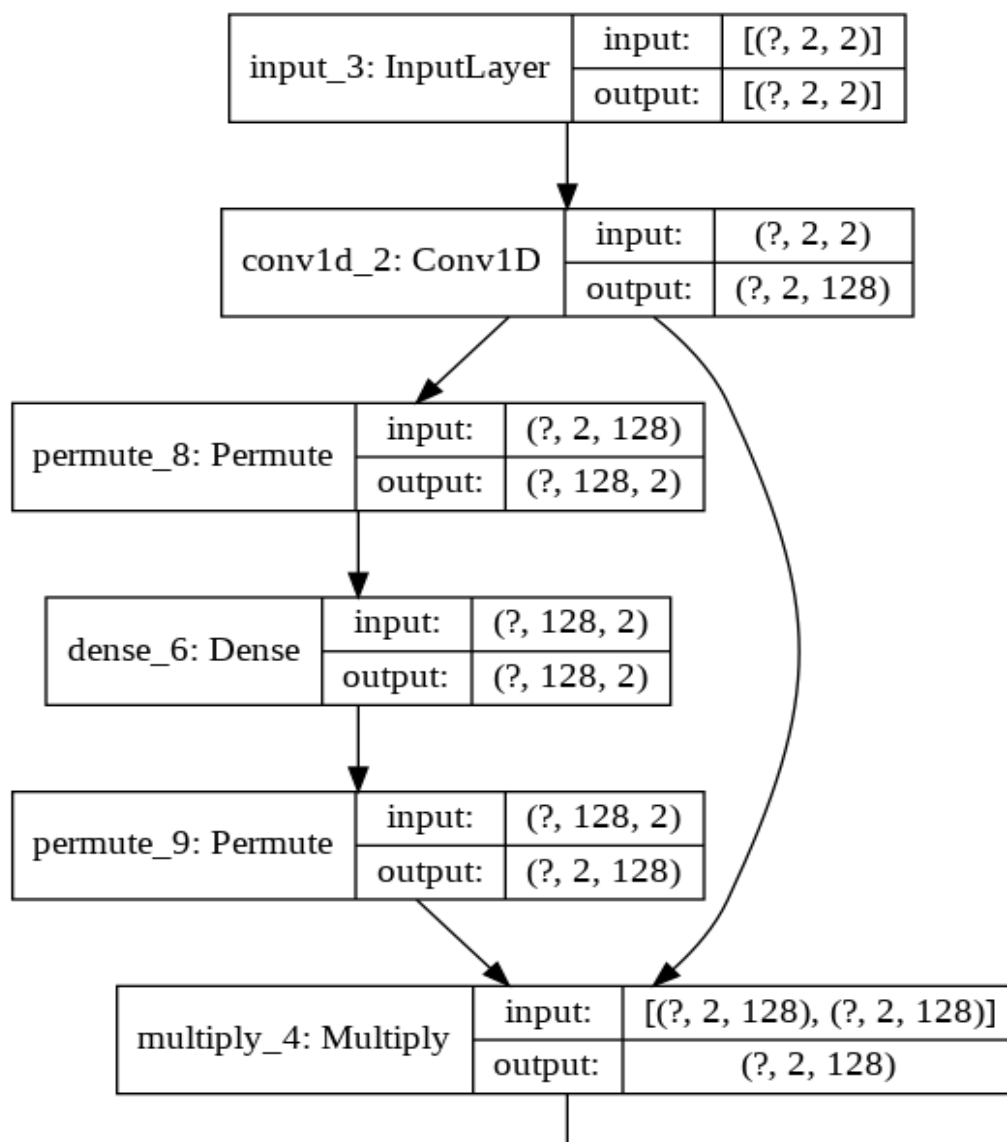 input_3: InputLayer
input: [(?, 2, 2)]
output: [(?, 2, 2)]
conv1d_2: Conv1D
input: (?, 2, 2)
output: (?, 2, 128)
permute_8: Permute
input: (?, 2, 128)
output: (?, 128, 2)
dense_6: Dense
input: (?, 128, 2)
output: (?, 128, 2)
permute_9: Permute
input: (?, 128, 2)
output: (?, 2, 128)
multiply_4: Multiply
input: [(?, 2, 128), (?, 2, 128)]
output: (?, 2, 128)